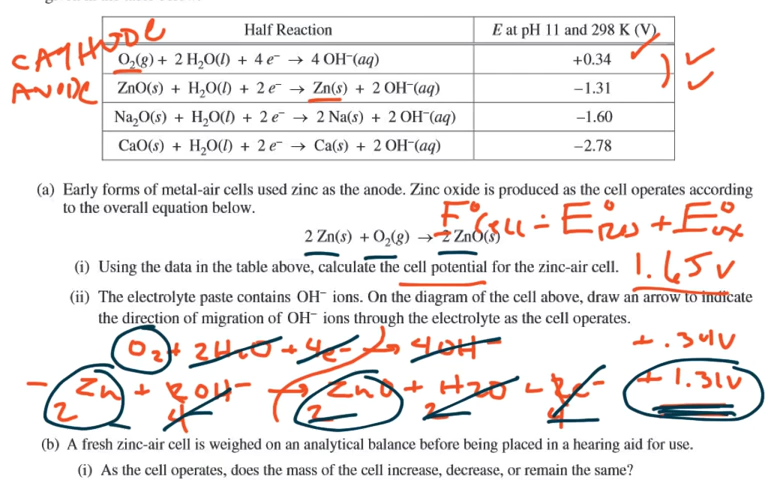 Half Reaction E at pH 11 and 298 K (V)
CATHODE O₂(g) + 2 H₂O(l) + 4 e⁻ → 4 OH⁻(aq) +0.34
ANODE ZnO(s) + H₂O(l) + 2 e⁻ → Zn(s) + 2 OH⁻(aq) −1.31
Na₂O(s) + H₂O(l) + 2 e⁻ → 2 Na(s) + 2 OH⁻(aq) −1.60
CaO(s) + H₂O(l) + 2 e⁻ → Ca(s) + 2 OH⁻(aq) −2.78
(a) Early forms of metal-air cells used zinc as the anode. Zinc oxide is produced as the cell operates according
to the overall equation below.
E°cell = E°red + E°ox
2 Zn(s) + O₂(g) → 2 ZnO(s)
(i) Using the data in the table above, calculate the cell potential for the zinc-air cell. 1.65V
(ii) The electrolyte paste contains OH⁻ ions. On the diagram of the cell above, draw an arrow to indicate
the direction of migration of OH⁻ ions through the electrolyte as the cell operates.
O₂ + 2H₂O + 4e- → 4OH- +.34V
Zn + 2OH- → ZnO + H2O + 2e- +1.31V
2 4 2 2 4
(b) A fresh zinc-air cell is weighed on an analytical balance before being placed in a hearing aid for use.
(i) As the cell operates, does the mass of the cell increase, decrease, or remain the same?